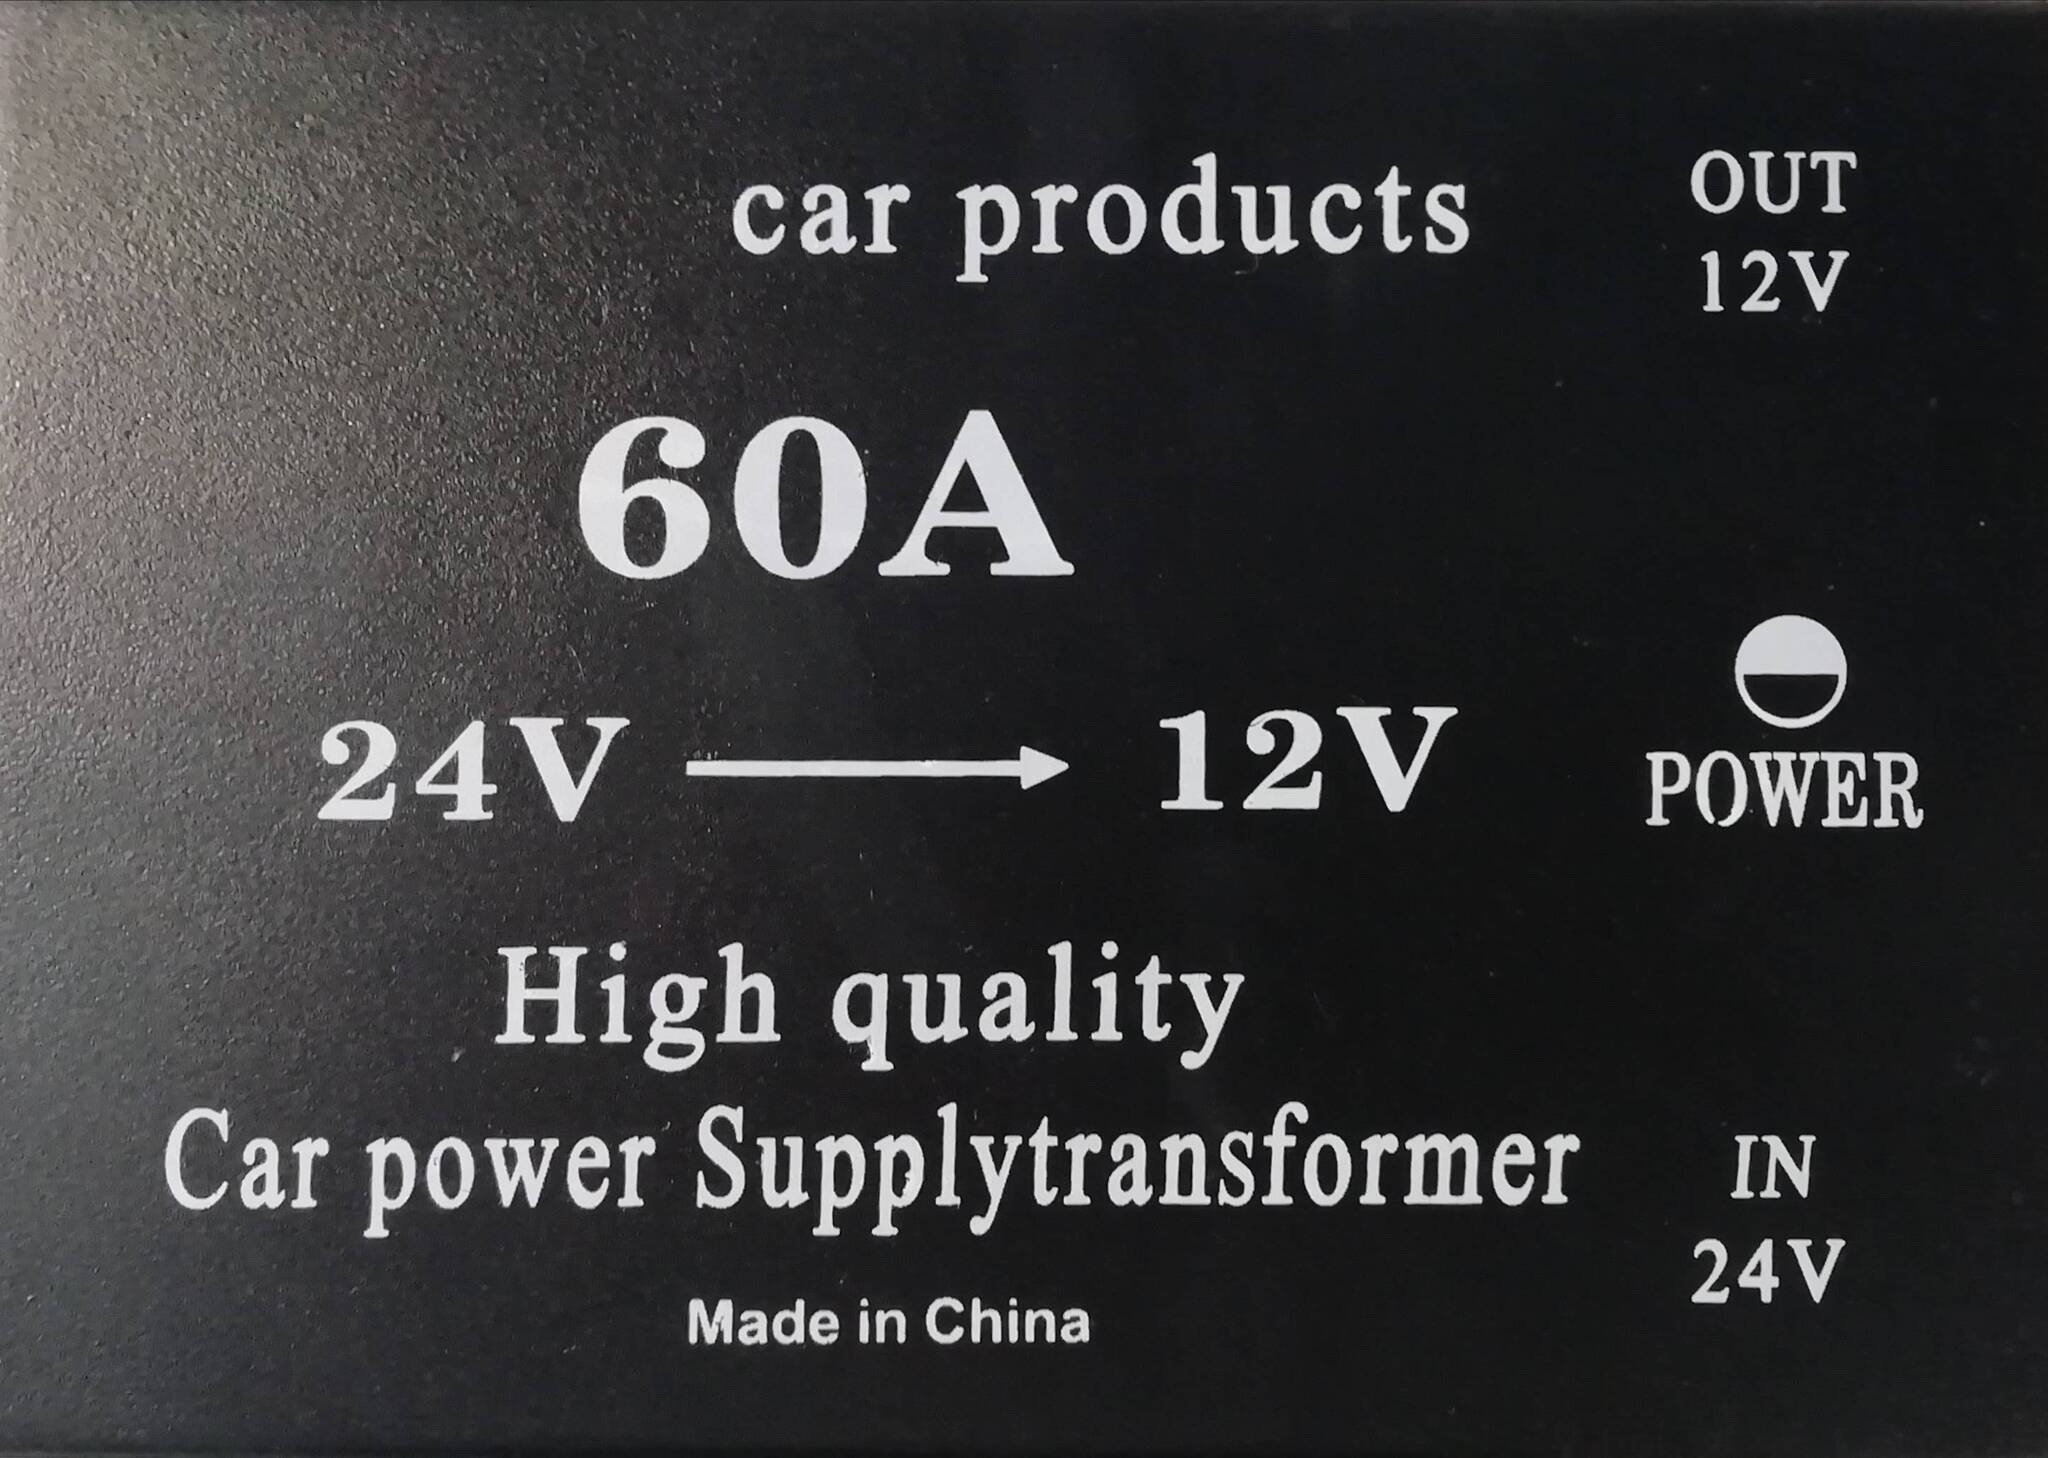 car products
OUT
12V
60A
24V → 12V
POWER
High quality
Car power Supplytransformer
IN
24V
Made in China